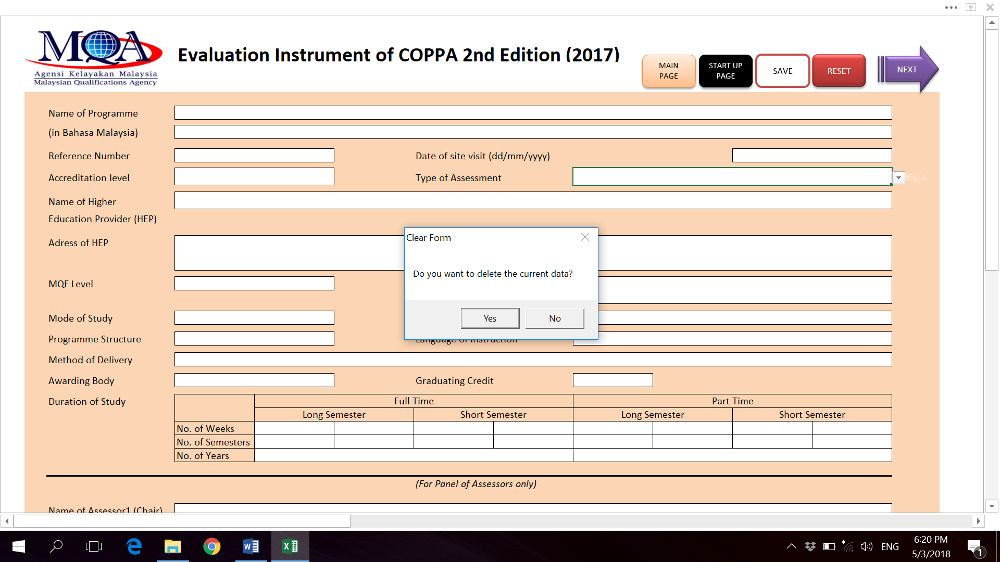 MQA
Agensi Kelayakan Malaysia
Malaysian Qualifications Agency
Evaluation Instrument of COPPA 2nd Edition (2017)
MAIN
PAGE
START UP
PAGE
SAVE
RESET
NEXT
Name of Programme
(in Bahasa Malaysia)
Reference Number
Date of site visit (dd/mm/yyyy)
Accreditation level
Type of Assessment
#N/A
Name of Higher
Education Provider (HEP)
Adress of HEP
Clear Form
Do you want to delete the current data?
Yes
No
MQF Level
Mode of Study
Programme Structure
Language of Instruction
Method of Delivery
Awarding Body
Graduating Credit
Duration of Study
Full Time
Part Time
Long Semester
Short Semester
Long Semester
Short Semester
No. of Weeks
No. of Semesters
No. of Years
(For Panel of Assessors only)
Name of Assessor1 (Chair)
ENG
6:20 PM
5/3/2018
1